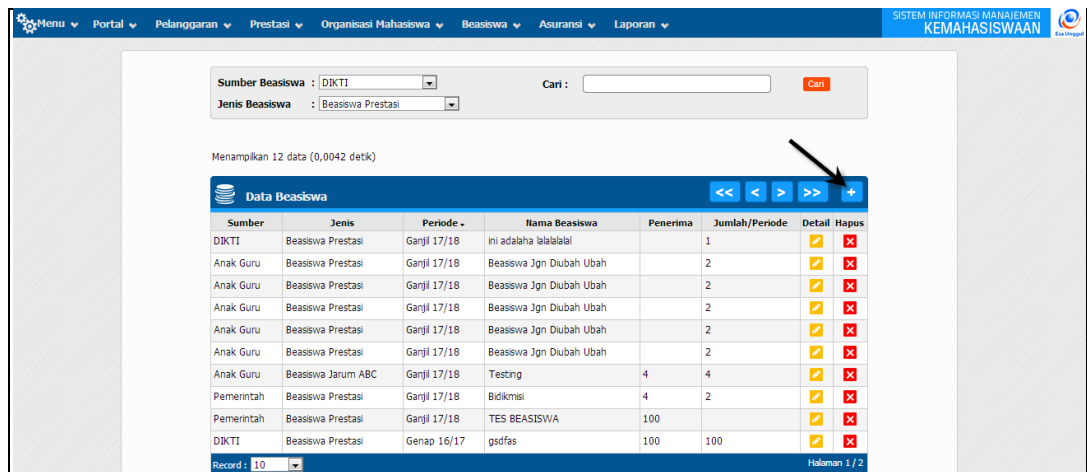 Menu Portal Pelanggaran Prestasi Organisasi Mahasiswa Beasiswa Asuransi Laporan
SISTEM INFORMASI MANAJEMEN
KEMAHASISWAAN
Esa Unggul
Sumber Beasiswa : DIKTI Cari : Cari
Jenis Beasiswa : Beasiswa Prestasi
Menampilkan 12 data (0,0042 detik)
Data Beasiswa << < > >> +
Sumber Jenis Periode Nama Beasiswa Penerima Jumlah/Periode Detail Hapus
DIKTI Beasiswa Prestasi Ganjil 17/18 ini adalaha lalalalal 1
Anak Guru Beasiswa Prestasi Ganjil 17/18 Beasiswa Jgn Diubah Ubah 2
Anak Guru Beasiswa Prestasi Ganjil 17/18 Beasiswa Jgn Diubah Ubah 2
Anak Guru Beasiswa Prestasi Ganjil 17/18 Beasiswa Jgn Diubah Ubah 2
Anak Guru Beasiswa Prestasi Ganjil 17/18 Beasiswa Jgn Diubah Ubah 2
Anak Guru Beasiswa Prestasi Ganjil 17/18 Beasiswa Jgn Diubah Ubah 2
Anak Guru Beasiswa Jarum ABC Ganjil 17/18 Testing 4 4
Pemerintah Beasiswa Prestasi Ganjil 17/18 Bidikmisi 4 2
Pemerintah Beasiswa Prestasi Ganjil 17/18 TES BEASISWA 100
DIKTI Beasiswa Prestasi Genap 16/17 gsdfas 100 100
Record : 10 Halaman 1 / 2